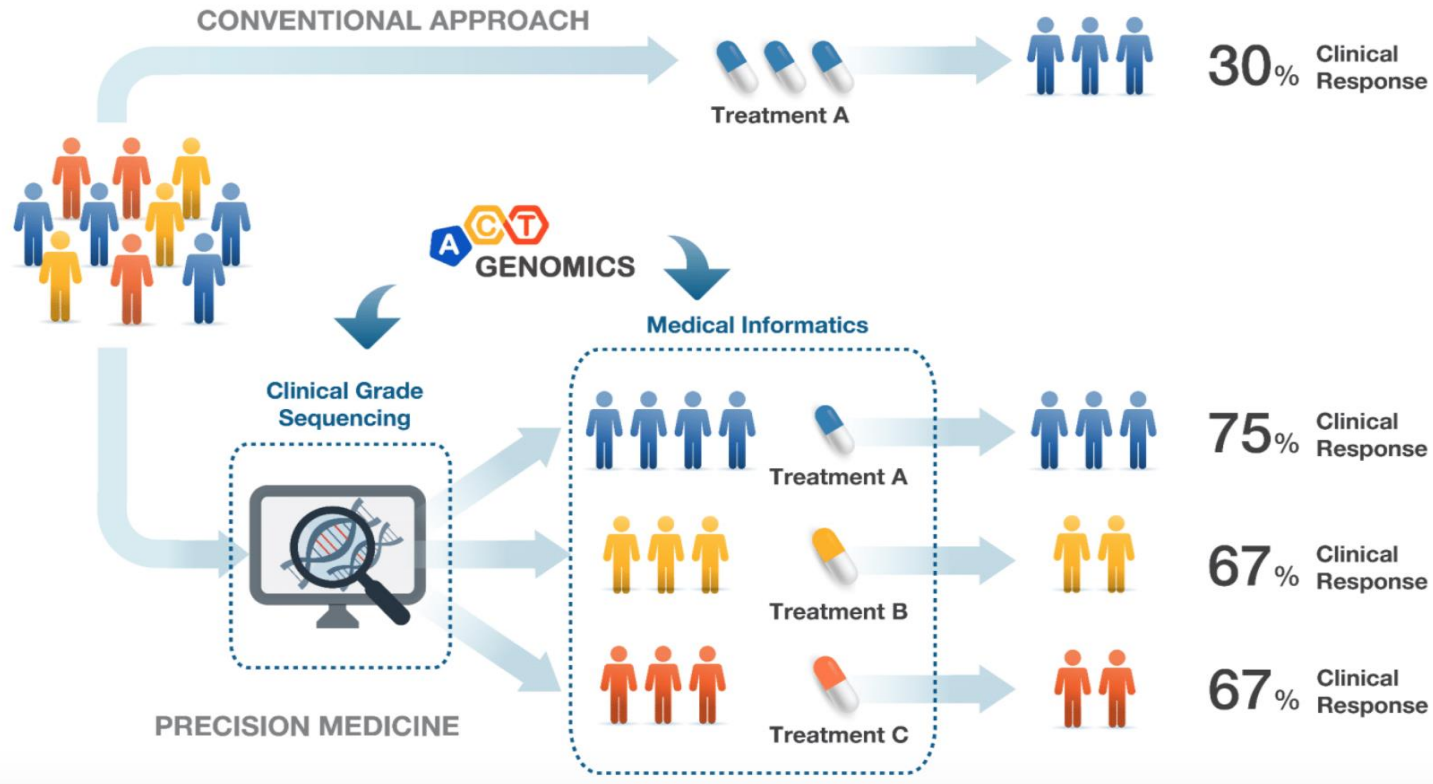 CONVENTIONAL APPROACH
Treatment A
30% Clinical
Response
ACT
GENOMICS
Medical Informatics
Clinical Grade
Sequencing
Treatment A
75% Clinical
Response
Treatment B
67% Clinical
Response
Treatment C
67% Clinical
Response
PRECISION MEDICINE